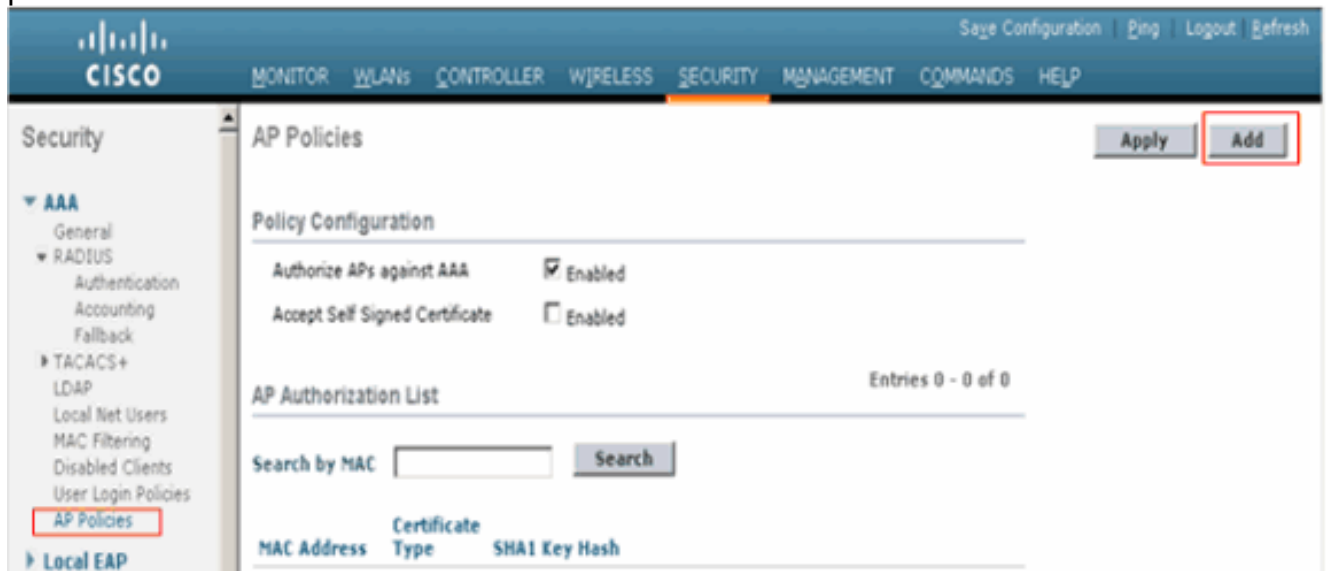 Save Configuration | Ping | Logout | Refresh
CISCO
MONITOR WLANs CONTROLLER WIRELESS SECURITY MANAGEMENT COMMANDS HELP
Security
AAA
General
RADIUS
Authentication
Accounting
Fallback
TACACS+
LDAP
Local Net Users
MAC Filtering
Disabled Clients
User Login Policies
AP Policies
Local EAP
AP Policies
Apply
Add
Policy Configuration
Authorize APs against AAA Enabled
Accept Self Signed Certificate Enabled
AP Authorization List
Entries 0 - 0 of 0
Search by MAC Search
MAC Address Certificate Type SHA1 Key Hash